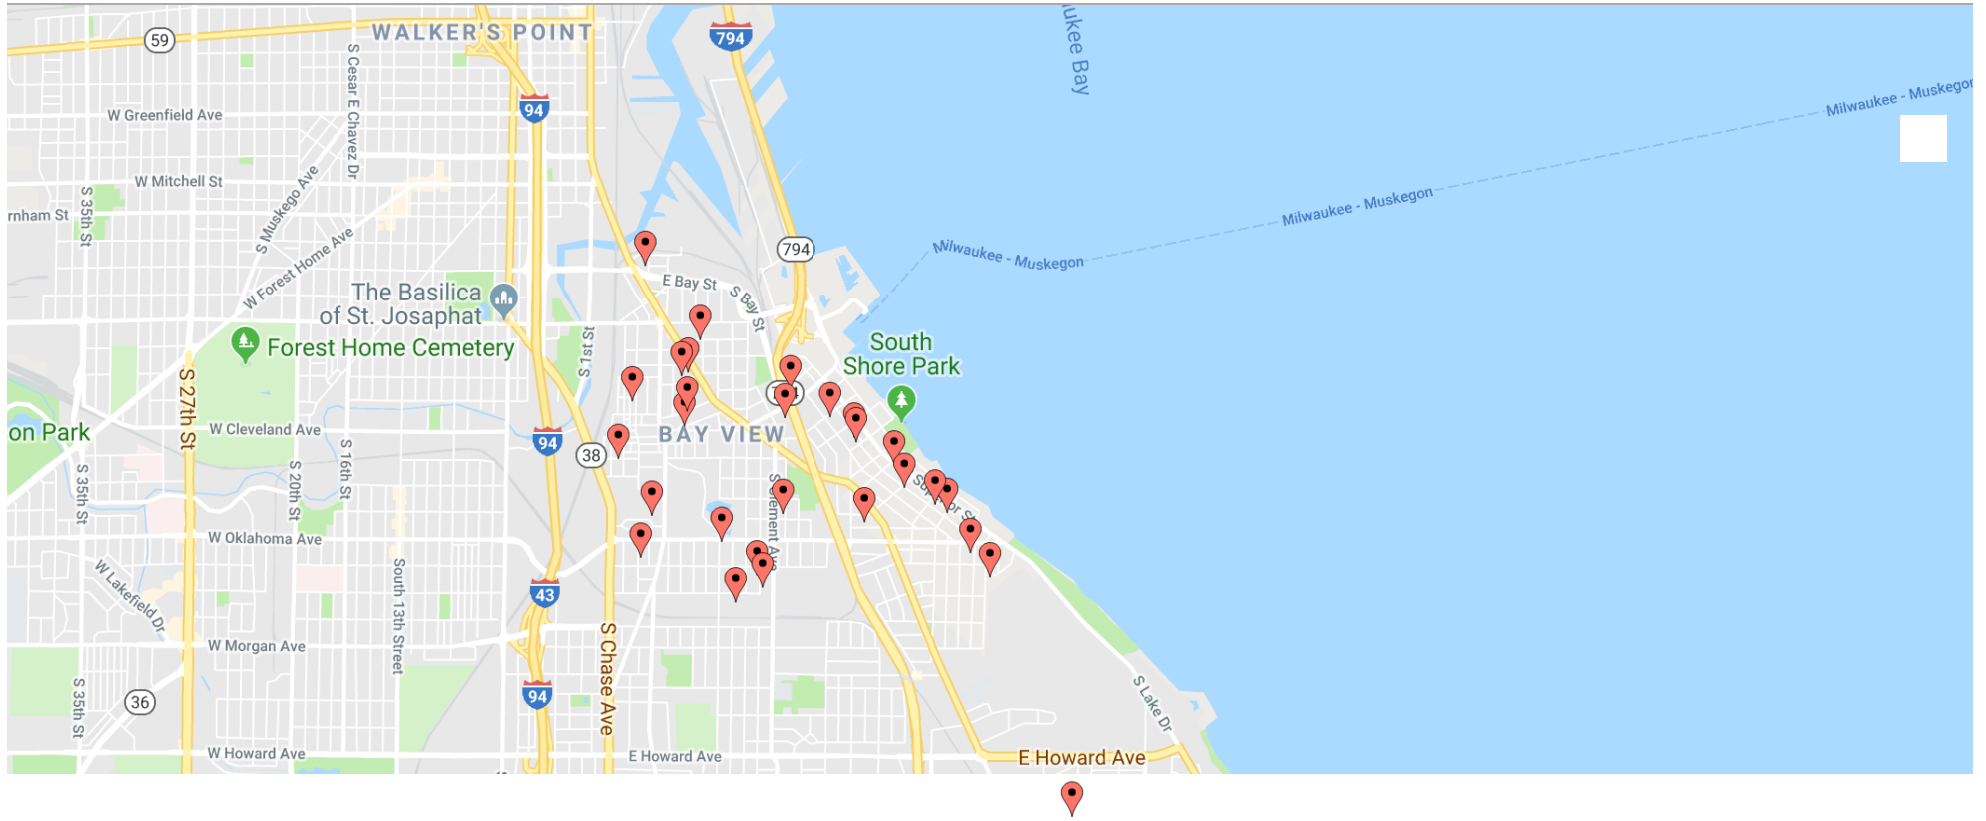 WALKER'S POINT
59
794
ukee Bay
S Cesar E Chavez Dr
94
W Greenfield Ave
Milwaukee - Muskegon
W Mitchell St
S 35th St
rnham St
S Muskego Ave
Milwaukee - Muskegon
W Forest Home Ave
794
Milwaukee - Muskegon
E Bay St
S Bay St
The Basilica
of St. Josaphat
Forest Home Cemetery
S 1st St
South
Shore Park
S 27th St
on Park
W Cleveland Ave
94
38
BAY VIEW
S 35th St
S 20th St
S 16th St
S Clement Ave
Superior St
W Oklahoma Ave
W Lakefield Dr
South 13th Street
43
S Chase Ave
W Morgan Ave
S 35th St
36
94
S Lake Dr
W Howard Ave
E Howard Ave
E Howard Ave